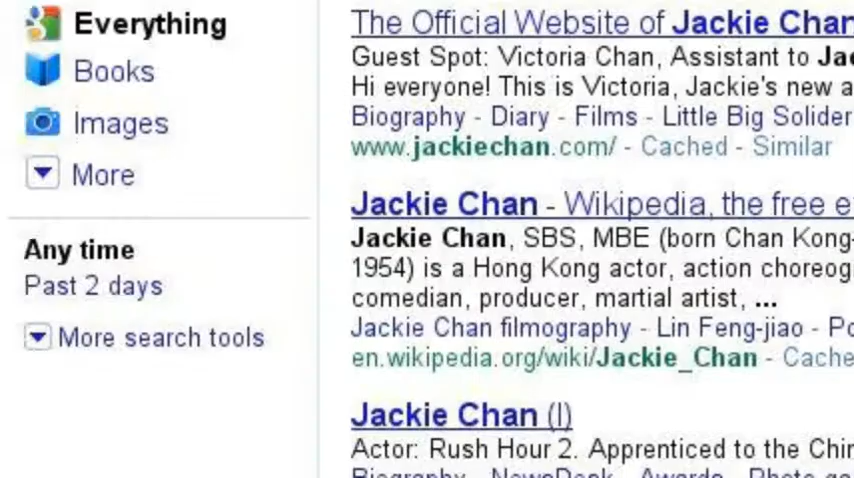 Everything
Books
Images
More
Any time
Past 2 days
More search tools
The Official Website of Jackie Chan
Guest Spot: Victoria Chan, Assistant to
Hi everyone! This is Victoria, Jackie's new
Biography - Diary - Films - Little Big Solider
www.jackiechan.com/ - Cached - Similar
Jackie Chan - Wikipedia, the free
Jackie Chan, SBS, MBE (born Chan Kong-
1954) is a Hong Kong actor, action choreog
comedian, producer, martial artist, ...
Jackie Chan filmography - Lin Feng-jiao -
en.wikipedia.org/wiki/Jackie_Chan - Cache
Jackie Chan (I)
Actor: Rush Hour 2. Apprenticed to the
Biography - NewsDesk - Awards -